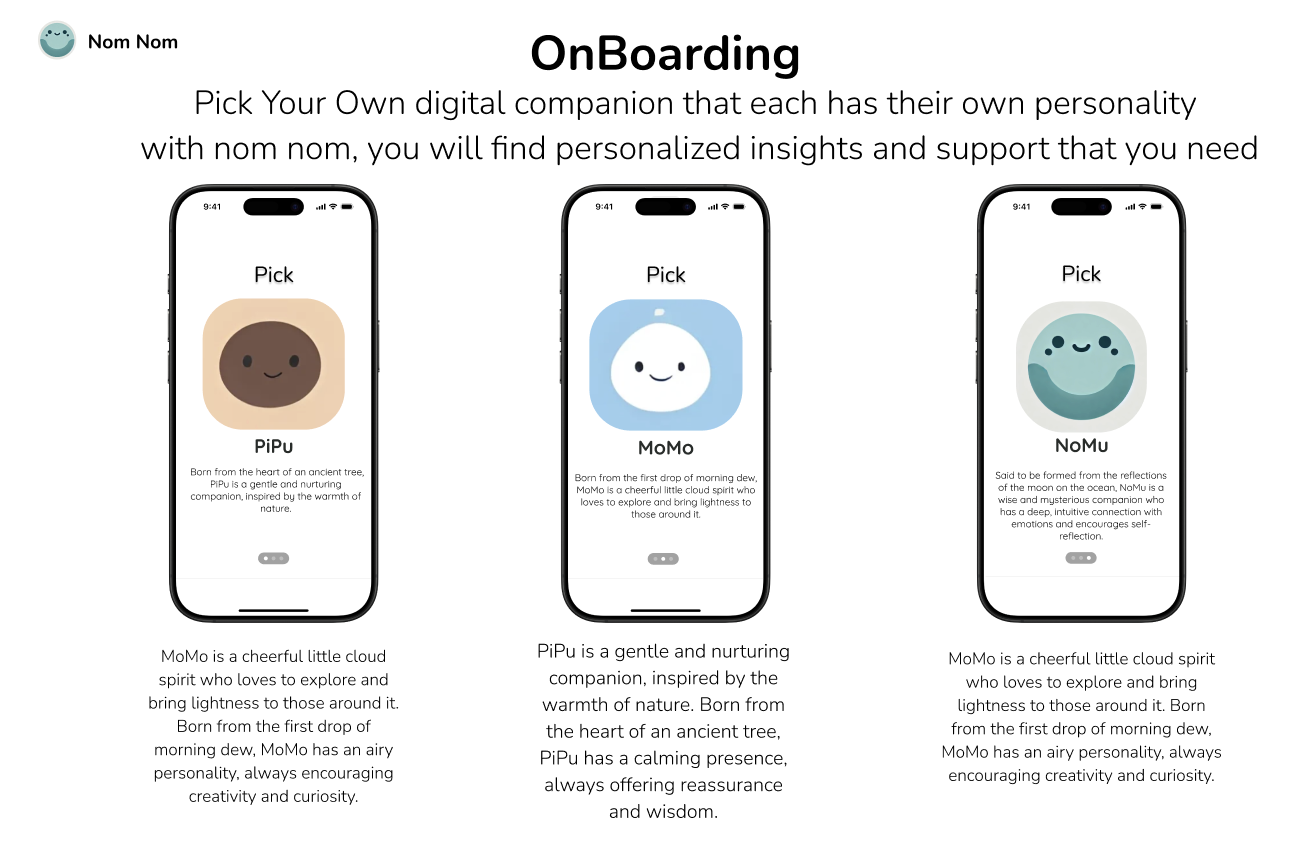 Nom Nom
OnBoarding
Pick Your Own digital companion that each has their own personality
with nom nom, you will find personalized insights and support that you need
9:41
Pick
PiPu
Born from the heart of an ancient tree,
PiPu is a gentle and nurturing
companion, inspired by the warmth of
nature.
MoMo is a cheerful little cloud
spirit who loves to explore and
bring lightness to those around it.
Born from the first drop of
morning dew, MoMo has an airy
personality, always encouraging
creativity and curiosity.
9:41
Pick
MoMo
Born from the first drop of morning dew,
MoMo is a cheerful little cloud spirit who
loves to explore and bring lightness to
those around it.
PiPu is a gentle and nurturing
companion, inspired by the
warmth of nature. Born from
the heart of an ancient tree,
PiPu has a calming presence,
always offering reassurance
and wisdom.
9:41
Pick
NoMu
Said to be formed from the reflections
of the moon on the ocean, NoMu is a
wise and mysterious companion who
has a deep, intuitive connection with
emotions and encourages self-
reflection.
MoMo is a cheerful little cloud spirit
who loves to explore and bring
lightness to those around it. Born
from the first drop of morning dew,
MoMo has an airy personality, always
encouraging creativity and curiosity.